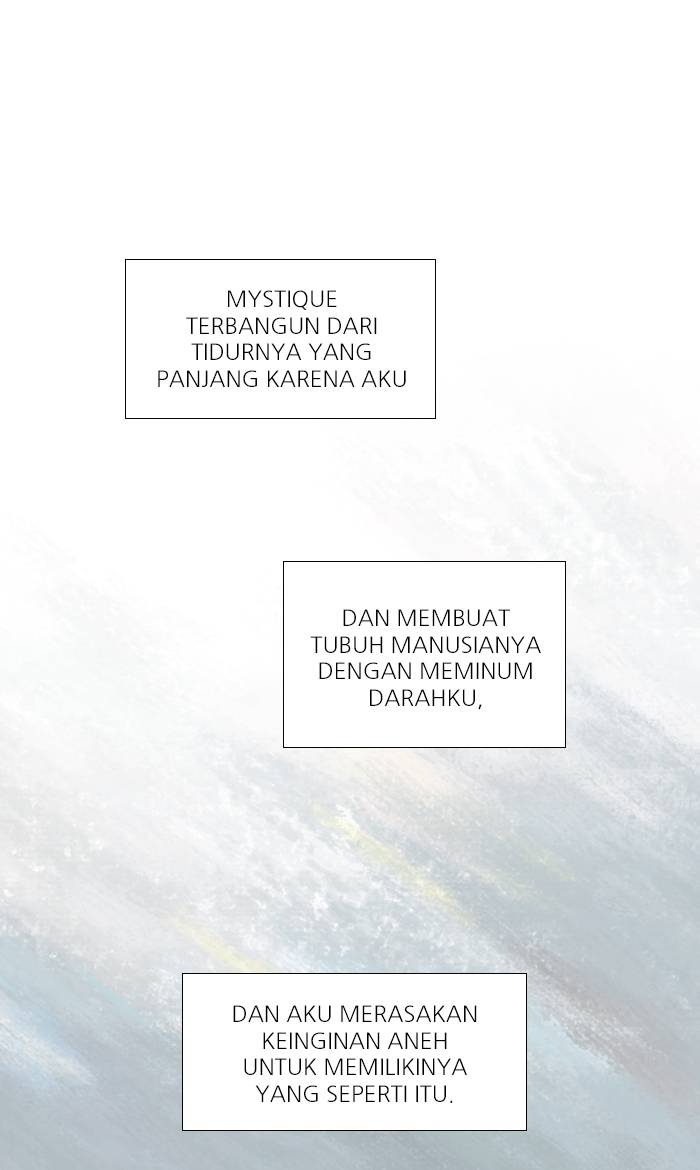 MYSTIQUE
TERBANGUN DARI
TIDURNYA YANG
PANJANG KARENA AKU
DAN MEMBUAT
TUBUH MANUSIANYA
DENGAN MEMINUM
DARAHKU,
DAN AKU MERASAKAN
KEINGINAN ANEH
UNTUK MEMILIKINYA
YANG SEPERTI ITU.